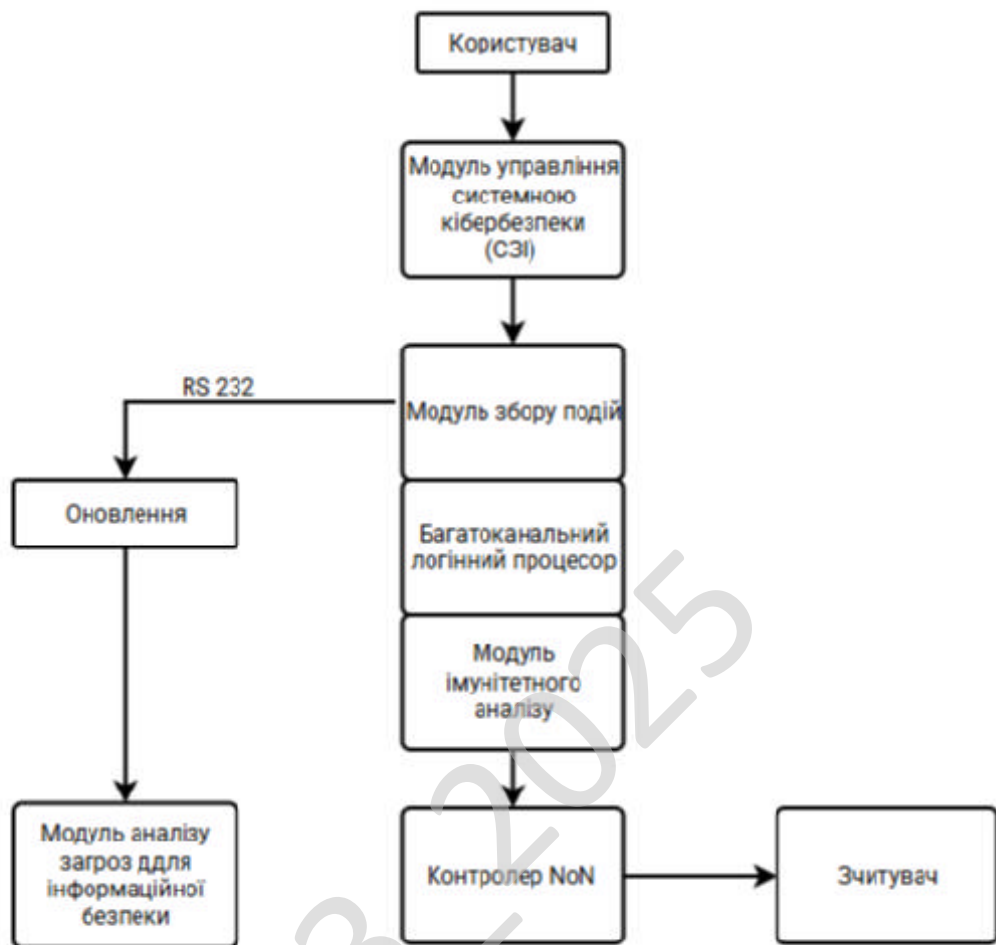 Користувач
Модуль управління
системною
кібербезпеки
(СЗІ)
RS 232
Модуль збору подій
Оновлення
Багатоканальний
логінний процесор
Модуль
імунітетного
аналізу
Модуль аналізу
загроз ддля
інформаційної
безпеки
Контролер NoN
Зчитувач
2025